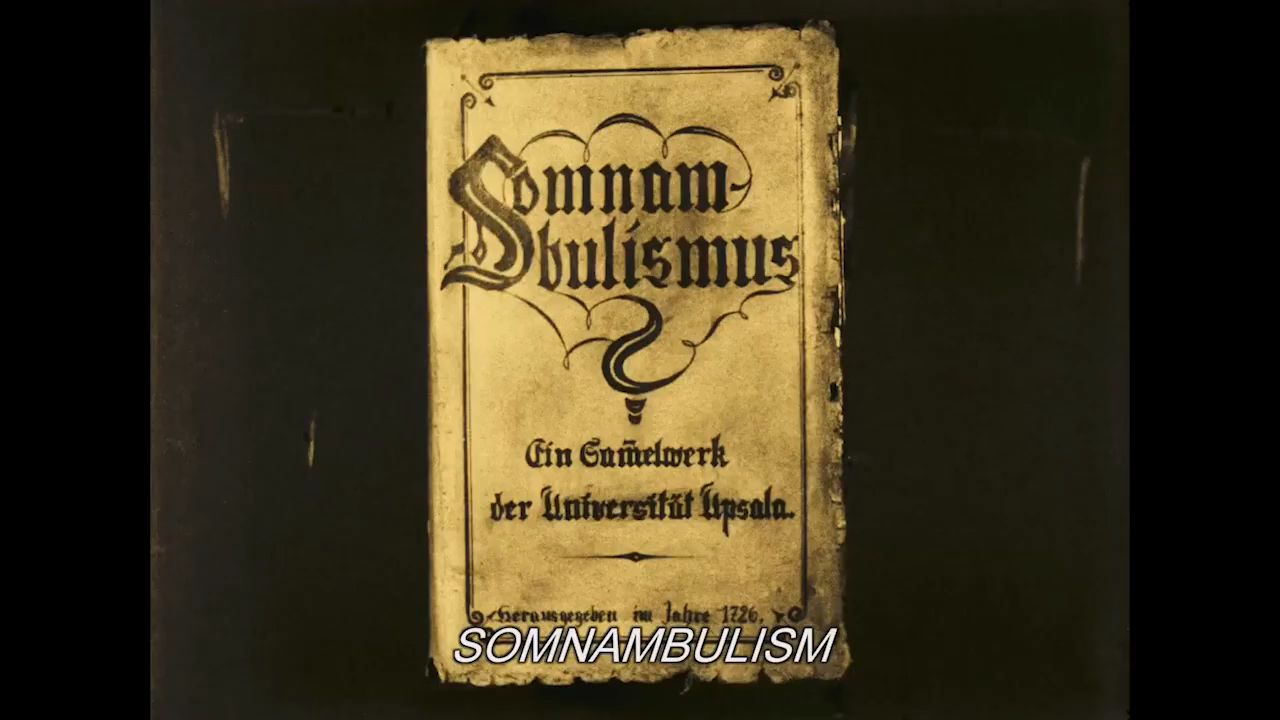 Somnam-
bulismus
Ein Sam̄elwerk
der Universität Upsala.
Herausgegeben im Jahre 1726.
SOMNAMBULISM